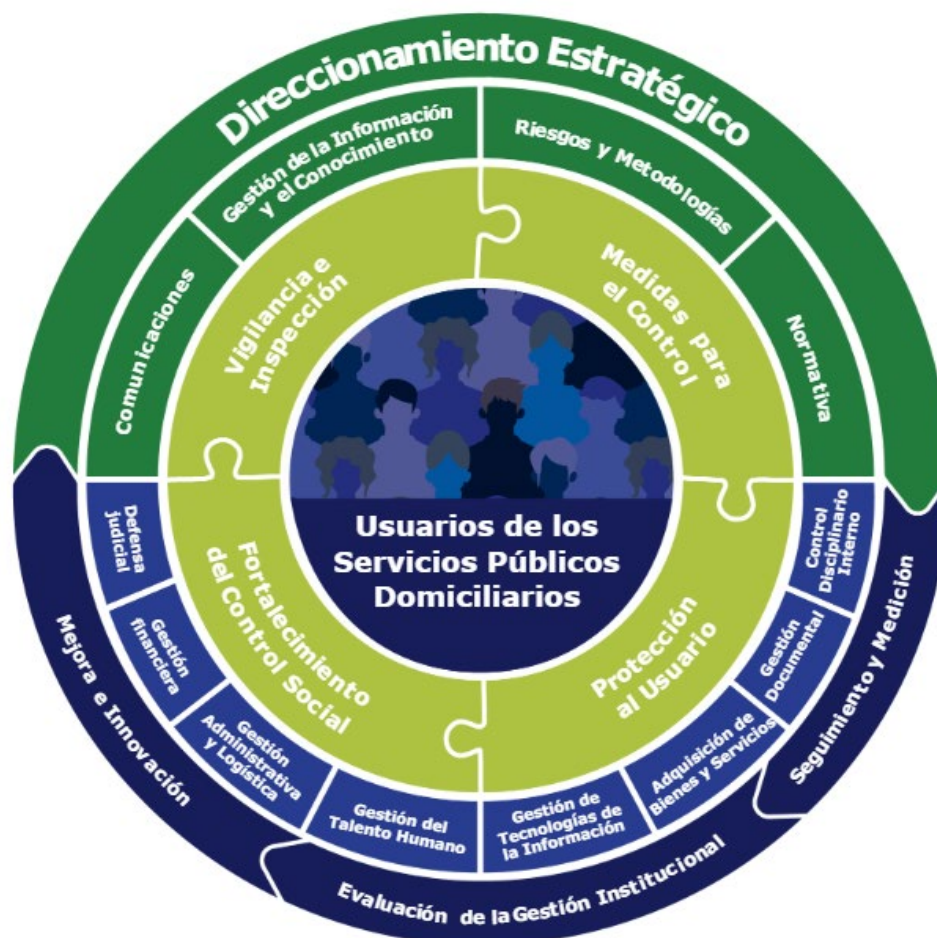 Direccionamiento Estratégico
Gestión de la Información
y el Conocimiento
Riesgos y Metodologías
Comunicaciones
Normativa
Vigilancia e
Inspección
Medidas para
el Control
Usuarios de los
Servicios Públicos
Domiciliarios
Fortalecimiento
del Control Social
Protección
al Usuario
Defensa
judicial
Gestión
financiera
Gestión
Administrativa
y Logística
Gestión del
Talento Humano
Gestión de
Tecnologías de
la Información
Adquisición de
Bienes y Servicios
Gestión
Documental
Control
Disciplinario
Interno
Mejora e Innovación
Evaluación de la Gestión Institucional
Seguimiento y Medición